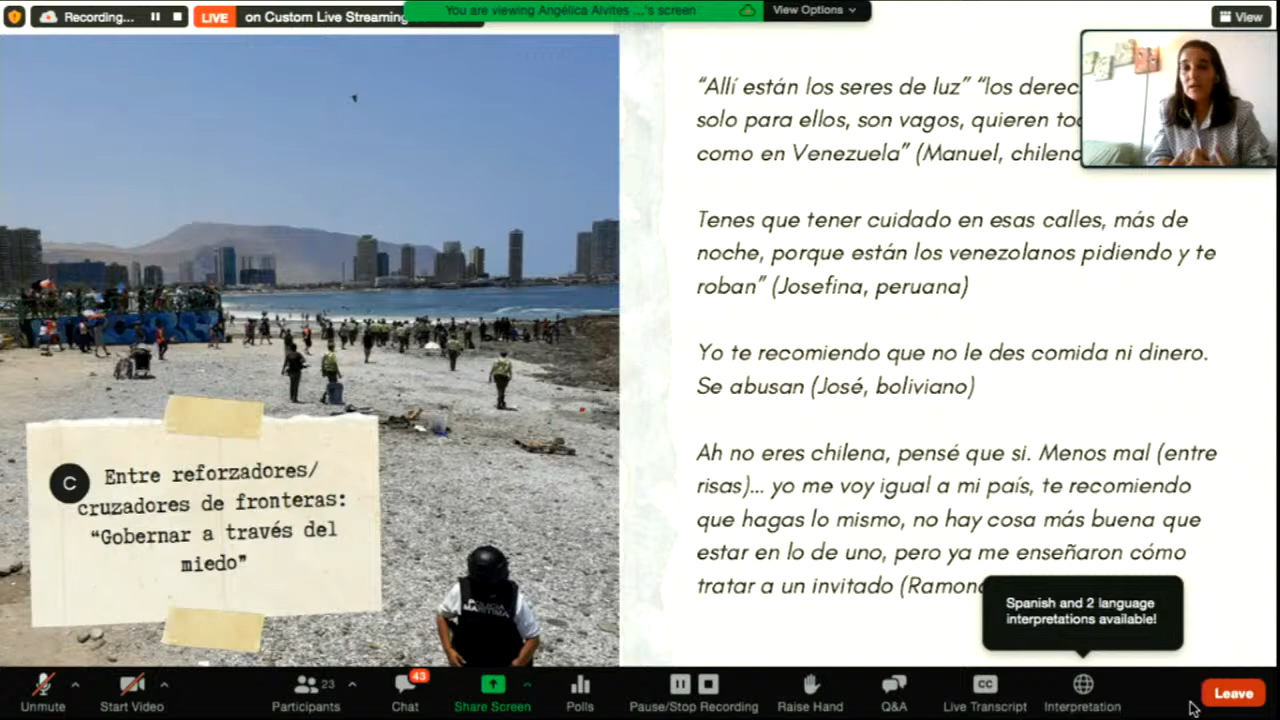 Recording...
LIVE
on Custom Live Streaming
You are viewing Angélica Alvites ...'s screen
View Options
View
“Allí están los seres de luz” “los
solo para ellos, son vagos, quieren
como en Venezuela” (Manuel,
Tenes que tener cuidado en esas calles, más de
noche, porque están los venezolanos pidiendo y te
roban” (Josefina, peruana)
Yo te recomiendo que no le des comida ni dinero.
Se abusan (José, boliviano)
Ah no eres chilena, pensé que si. Menos mal (entre
risas)... yo me voy igual a mi país, te recomiendo
que hagas lo mismo, no hay cosa más buena que
estar en lo de uno, pero ya me enseñaron cómo
tratar a un invitado
C
Entre reforzadores/
cruzadores de fronteras:
“Gobernar a través del
miedo”
POLICIA
MARITIMA
Spanish and 2 language
interpretations available!
Unmute
Start Video
23
Participants
43
Chat
Share Screen
Polls
Pause/Stop Recording
Raise Hand
Q&A
CC
Live Transcript
Interpretation
Leave